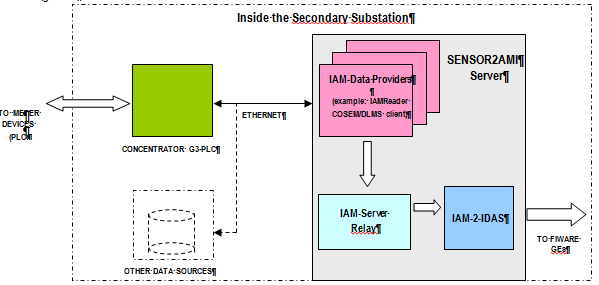 Inside the Secondary Substation¶
SENSOR2AMI¶
Server¶
IAM-Data Providers¶
¶
(example: IAMReader
COSEM/DLMS client)¶
TO METER
DEVICES
¶
(PLC¶
ETHERNET¶
CONCENTRATOR G3-PLC¶
IAM-Server
Relay¶
IAM-2-IDAS¶
TO FIWARE
GEs¶
OTHER DATA SOURCES¶